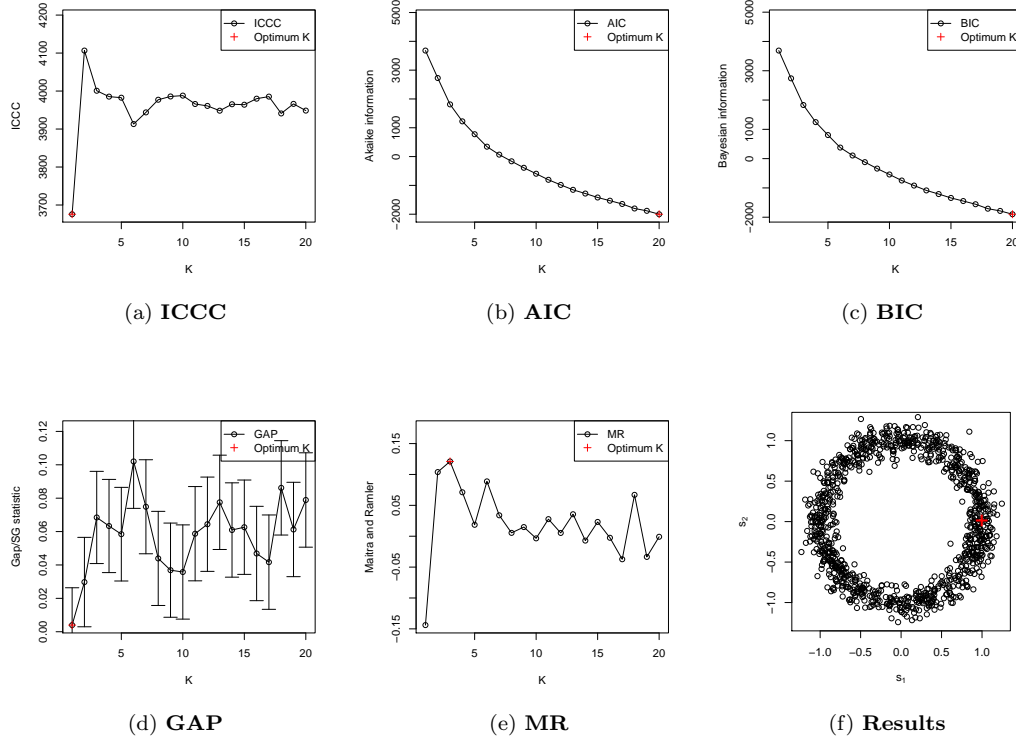 ICCC
Optimum K
4200
4100
4000
3900
3800
3700
ICCC
5 10 15 20
K
(a) ICCC
AIC
Optimum K
5000
3000
1000
0
−2000
Akaike information
5 10 15 20
K
(b) AIC
BIC
Optimum K
5000
3000
1000
0
−2000
Bayesian information
5 10 15 20
K
(c) BIC
GAP
Optimum K
0.12
0.10
0.08
0.06
0.04
0.02
0.00
Gap/SG statistic
5 10 15 20
K
(d) GAP
MR
Optimum K
0.15
0.05
−0.05
−0.15
Maitra and Ramler
5 10 15 20
K
(e) MR
1.0
0.5
0.0
−0.5
−1.0
s2
−1.0 −0.5 0.0 0.5 1.0
s1
(f) Results